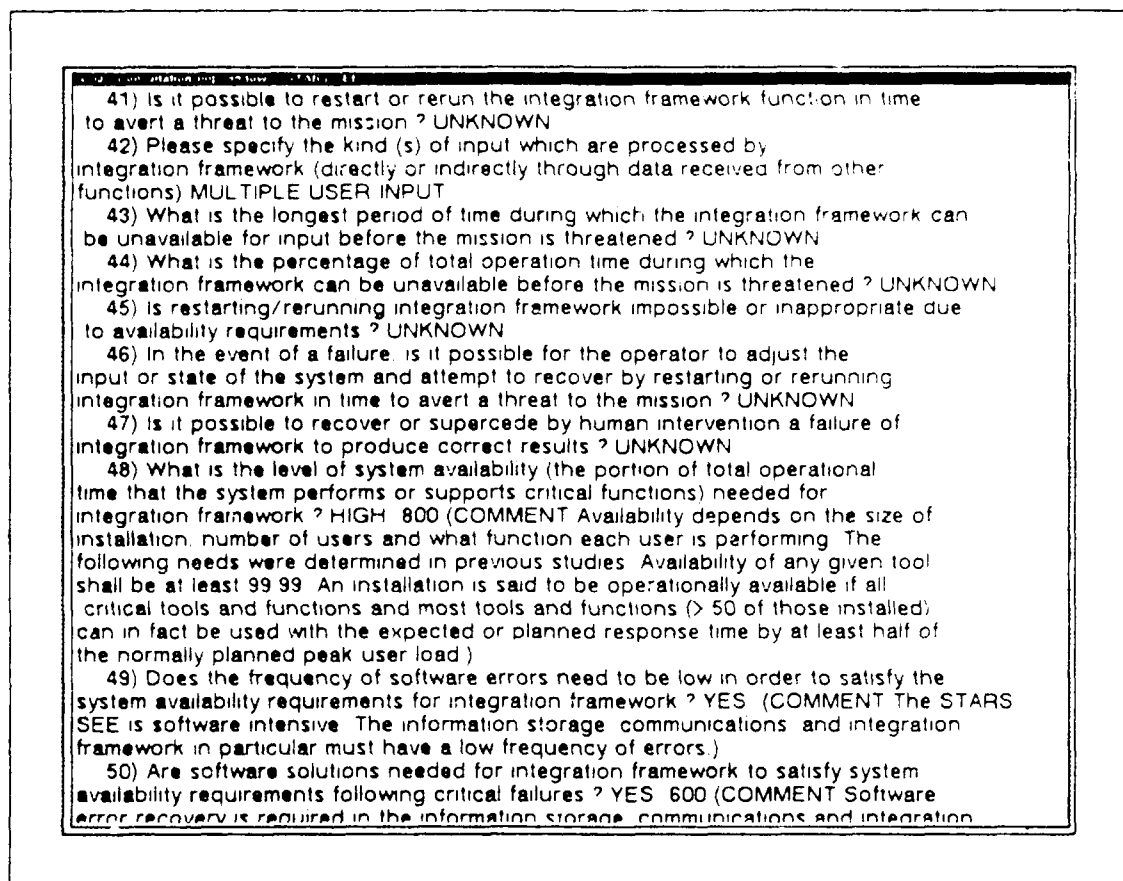 41) Is it possible to restart or rerun the integration framework function in time
to avert a threat to the mission ? UNKNOWN
42) Please specify the kind (s) of input which are processed by
integration framework (directly or indirectly through data received from other
functions) MULTIPLE USER INPUT
43) What is the longest period of time during which the integration framework can
be unavailable for input before the mission is threatened ? UNKNOWN
44) What is the percentage of total operation time during which the
integration framework can be unavailable before the mission is threatened ? UNKNOWN
45) Is restarting/rerunning integration framework impossible or inappropriate due
to availability requirements ? UNKNOWN
46) In the event of a failure, is it possible for the operator to adjust the
input or state of the system and attempt to recover by restarting or rerunning
integration framework in time to avert a threat to the mission ? UNKNOWN
47) Is it possible to recover or supercede by human intervention a failure of
integration framework to produce correct results ? UNKNOWN
48) What is the level of system availability (the portion of total operational
time that the system performs or supports critical functions) needed for
integration framework ? HIGH 800 (COMMENT Availability depends on the size of
installation, number of users and what function each user is performing The
following needs were determined in previous studies Availability of any given tool
shall be at least 99 99 An installation is said to be operationally available if all
critical tools and functions and most tools and functions (> 50 of those installed)
can in fact be used with the expected or planned response time by at least half of
the normally planned peak user load )
49) Does the frequency of software errors need to be low in order to satisfy the
system availability requirements for integration framework ? YES (COMMENT The STARS
SEE is software intensive The information storage communications and integration
framework in particular must have a low frequency of errors.)
50) Are software solutions needed for integration framework to satisfy system
availability requirements following critical failures ? YES 600 (COMMENT Software
error recovery is required in the information storage communications and integration